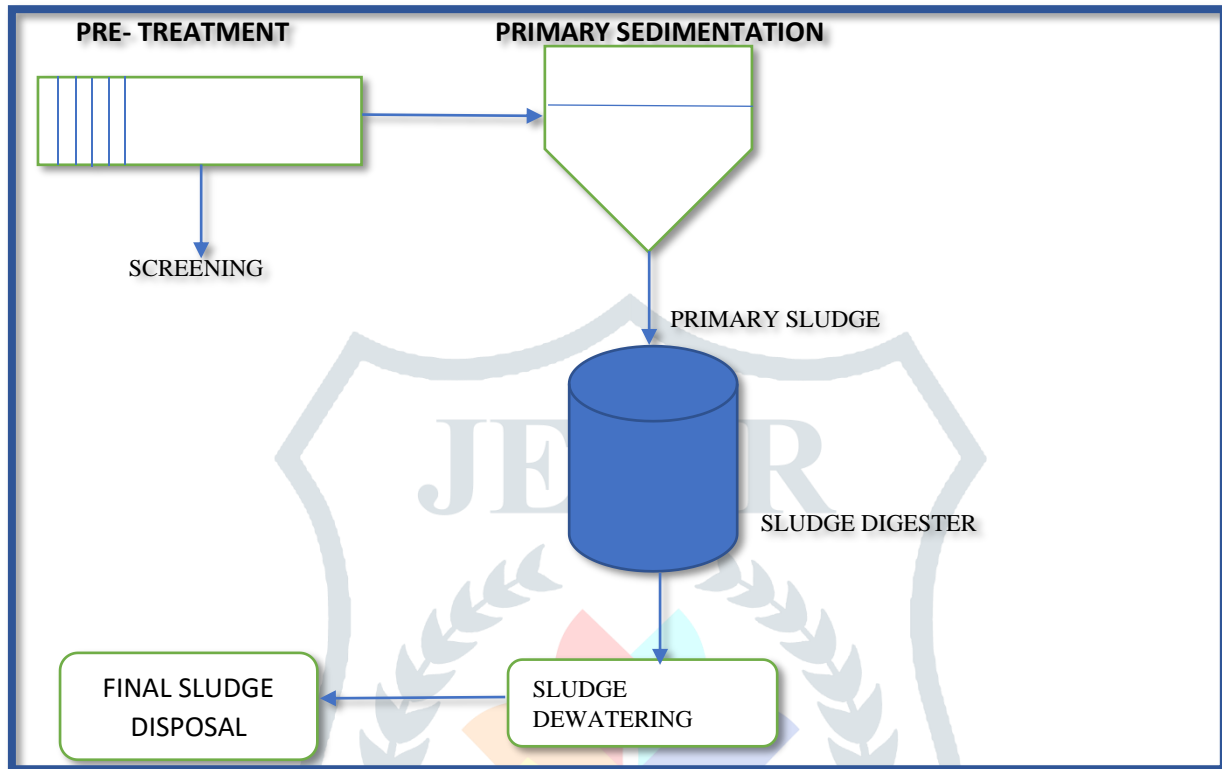 PRE- TREATMENT
PRIMARY SEDIMENTATION
SCREENING
PRIMARY SLUDGE
SLUDGE DIGESTER
SLUDGE
DEWATERING
FINAL SLUDGE
DISPOSAL